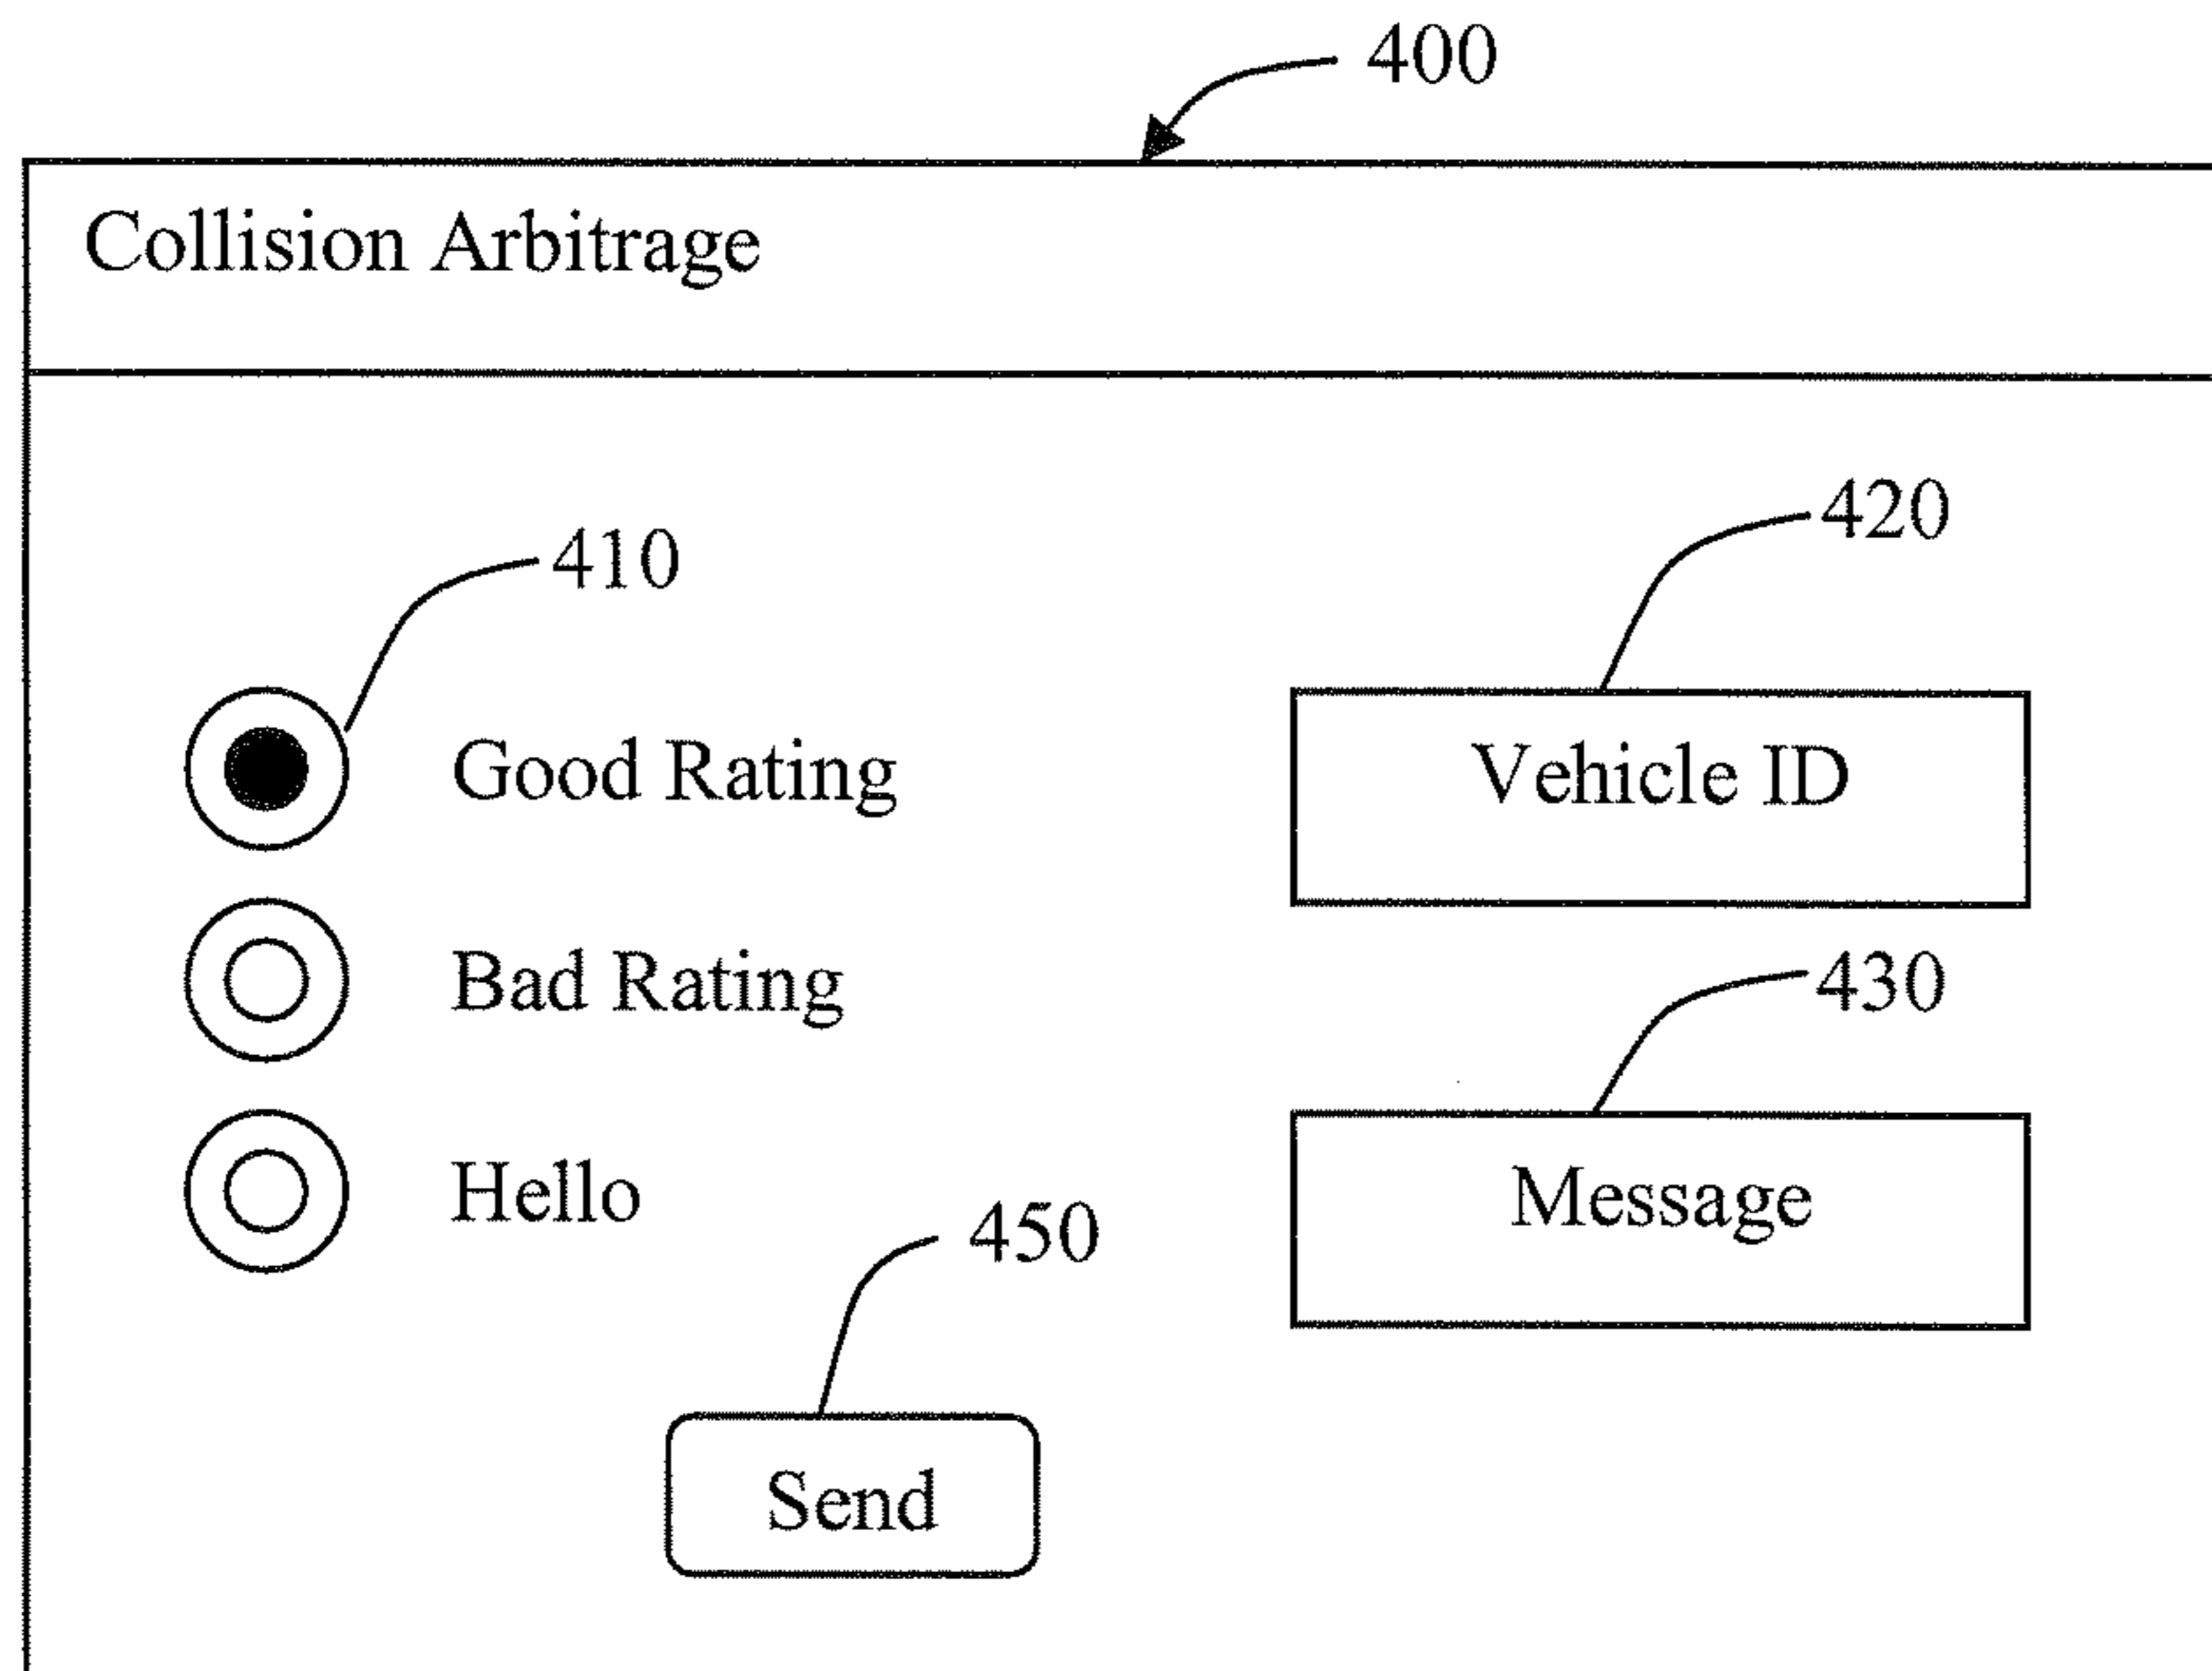 400
Collision Arbitrage
410
420
Good Rating
Vehicle ID
Bad Rating
430
Hello
Message
450
Send